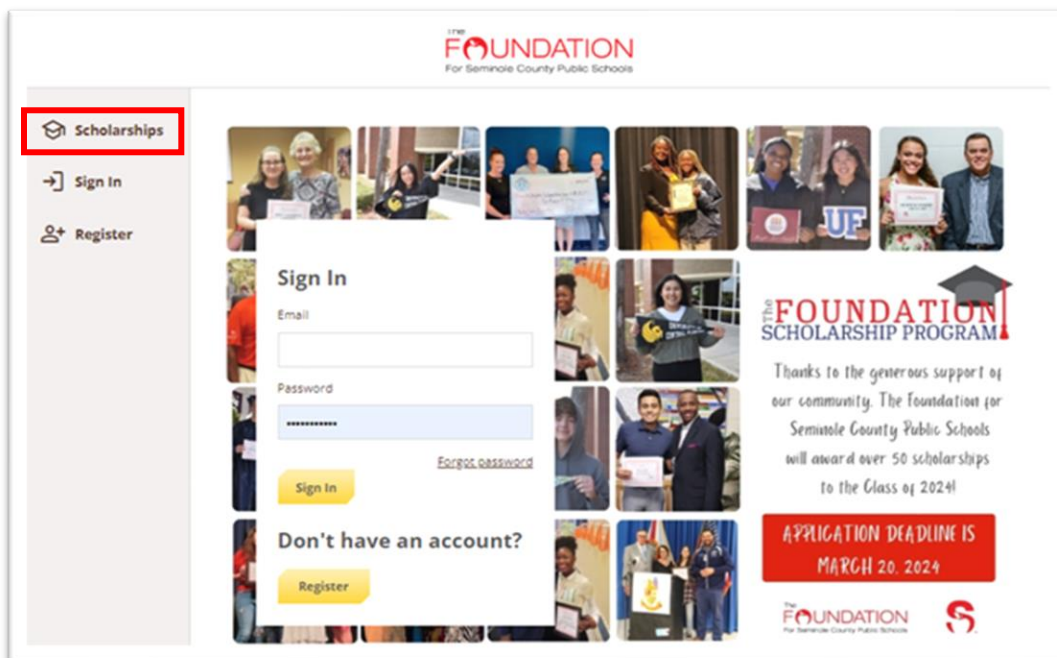 The
FOUNDATION
For Seminole County Public Schools
Scholarships
Sign In
Register
Sign In
Email
Password
•••••••••••
Forgot password
Sign In
Don't have an account?
Register
UF
The
FOUNDATION
SCHOLARSHIP PROGRAM
Thanks to the generous support of
our community, The Foundation for
Seminole County Public Schools
will award over 50 scholarships
to the Class of 2024!
APPLICATION DEADLINE IS
MARCH 20, 2024
The
FOUNDATION
For Seminole County Public Schools
S